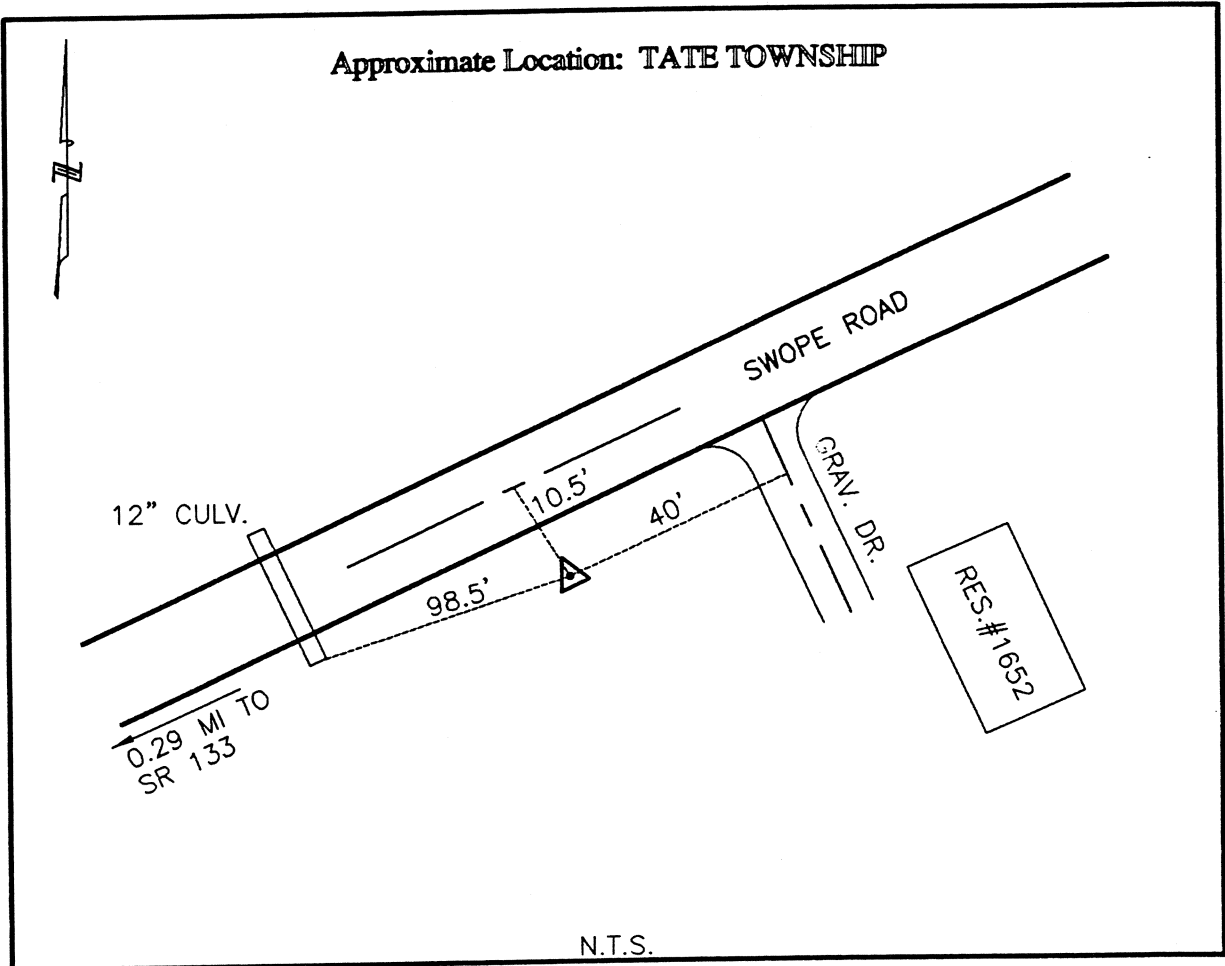 Approximate Location: TATE TOWNSHIP
N
SWOPE ROAD
10.5'
40'
GRAV. DR.
12" CULV.
98.5'
RES.#1652
0.29 MI TO
SR 133
N.T.S.